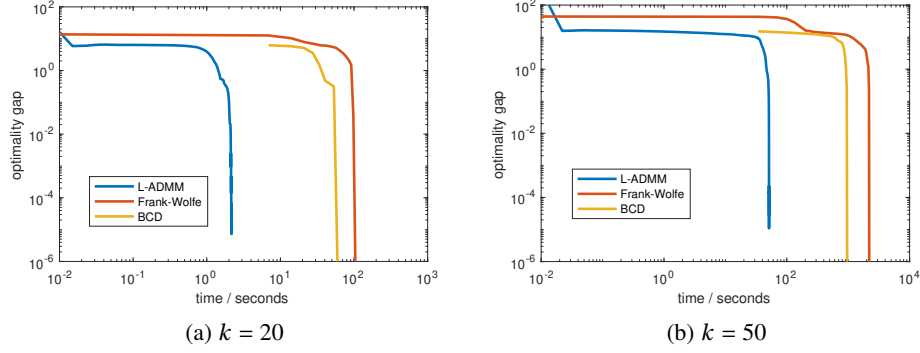 10^2
10^0
10^-2
10^-4
10^-6
optimality gap
L-ADMM
Frank-Wolfe
BCD
10^-2
10^-1
10^0
10^1
10^2
10^3
time / seconds
(a) k = 20
10^2
10^0
10^-2
10^-4
10^-6
optimality gap
L-ADMM
Frank-Wolfe
BCD
10^-2
10^0
10^2
10^4
time / seconds
(b) k = 50